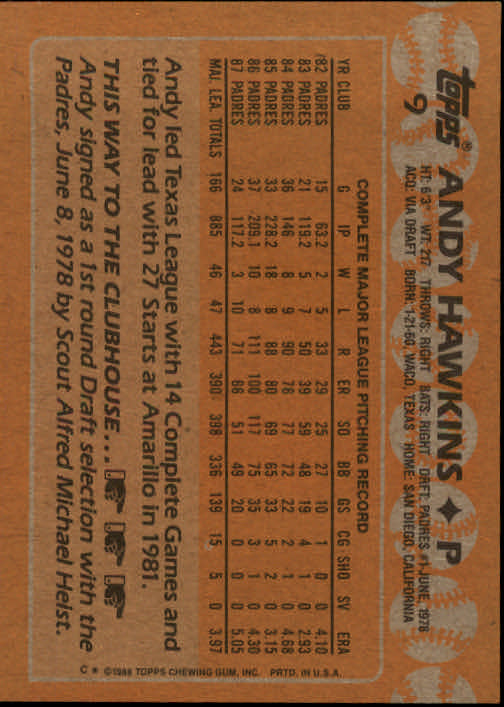 topps®
9
ANDY HAWKINS ♦ P
HT: 6'3" WT: 217 THROWS: RIGHT BATS: RIGHT DRFT: PADRES #1-JUNE, 1978
ACQ: VIA DRAFT BORN: 1-21-60, WACO, TEXAS HOME: SAN DIEGO, CALIFORNIA
COMPLETE MAJOR LEAGUE PITCHING RECORD
YR CLUB G IP W L R ER SO BB GS CG SHO SV ERA
'82 PADRES 15 63.2 2 5 33 29 25 27 10 1 0 0 4.10
83 PADRES 21 119.2 5 7 50 39 59 48 19 4 1 0 2.93
84 PADRES 36 146 8 9 90 78 77 72 22 2 1 0 4.68
85 PADRES 33 228.2 18 8 88 80 69 65 33 5 2 0 3.15
86 PADRES 37 209.1 10 8 111 100 117 75 35 3 1 0 4.30
87 PADRES 24 117.2 3 10 71 66 51 49 20 0 0 0 5.05
MAJ. LEA. TOTALS 166 885 46 47 443 390 398 336 139 15 5 0 3.97
Andy led Texas League with 14 Complete Games and
tied for lead with 27 Starts at Amarillo in 1981.
THIS WAY TO THE CLUBHOUSE...
Andy signed as a 1st round Draft selection with the
Padres, June 8, 1978 by Scout Alfred Michael Heist.
C* ©1988 TOPPS CHEWING GUM, INC. PRTD. IN U.S.A.